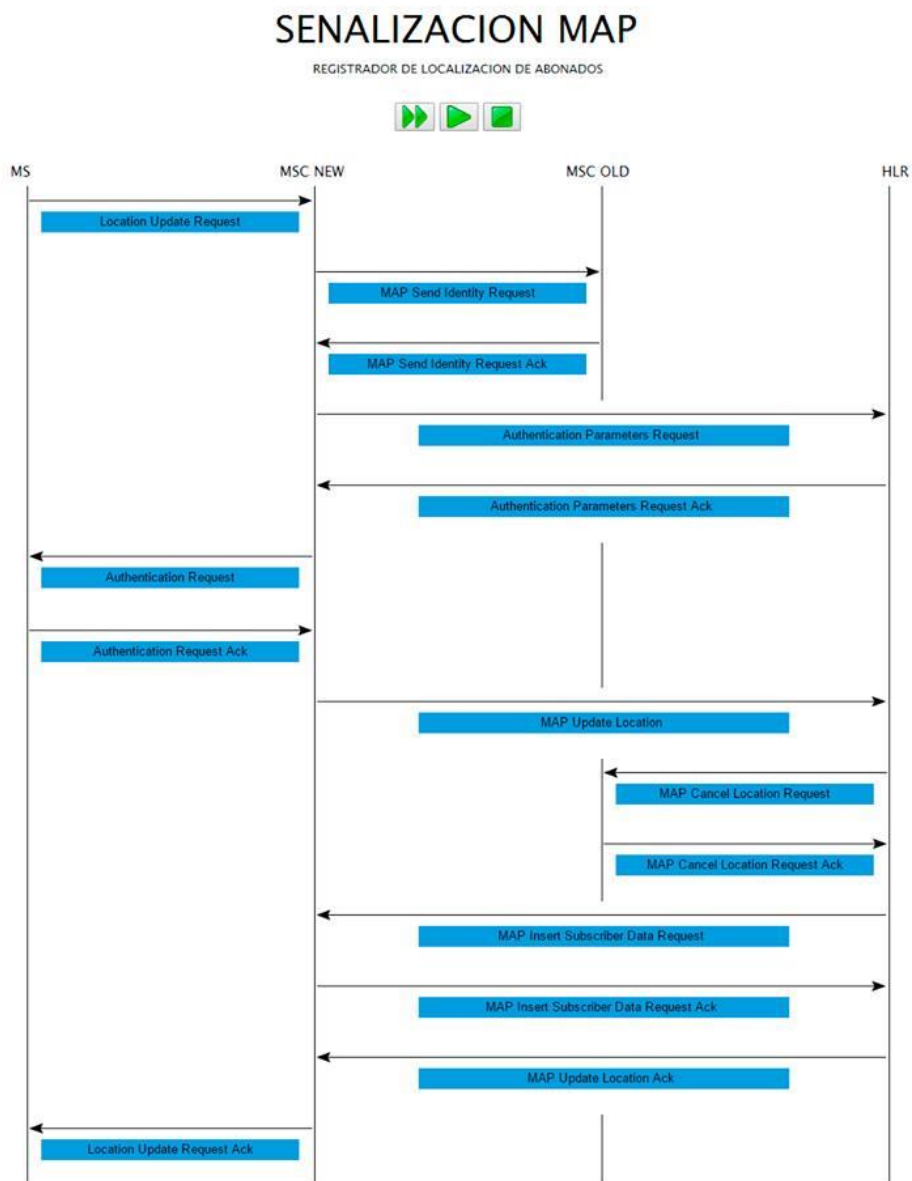 SENALIZACION MAP
REGISTRADOR DE LOCALIZACION DE ABONADOS
MS MSC NEW MSC OLD HLR
Location Update Request
MAP Send Identity Request
MAP Send Identity Request Ack
Authentication Parameters Request
Authentication Parameters Request Ack
Authentication Request
Authentication Request Ack
MAP Update Location
MAP Cancel Location Request
MAP Cancel Location Request Ack
MAP Insert Subscriber Data Request
MAP Insert Subscriber Data Request Ack
MAP Update Location Ack
Location Update Request Ack